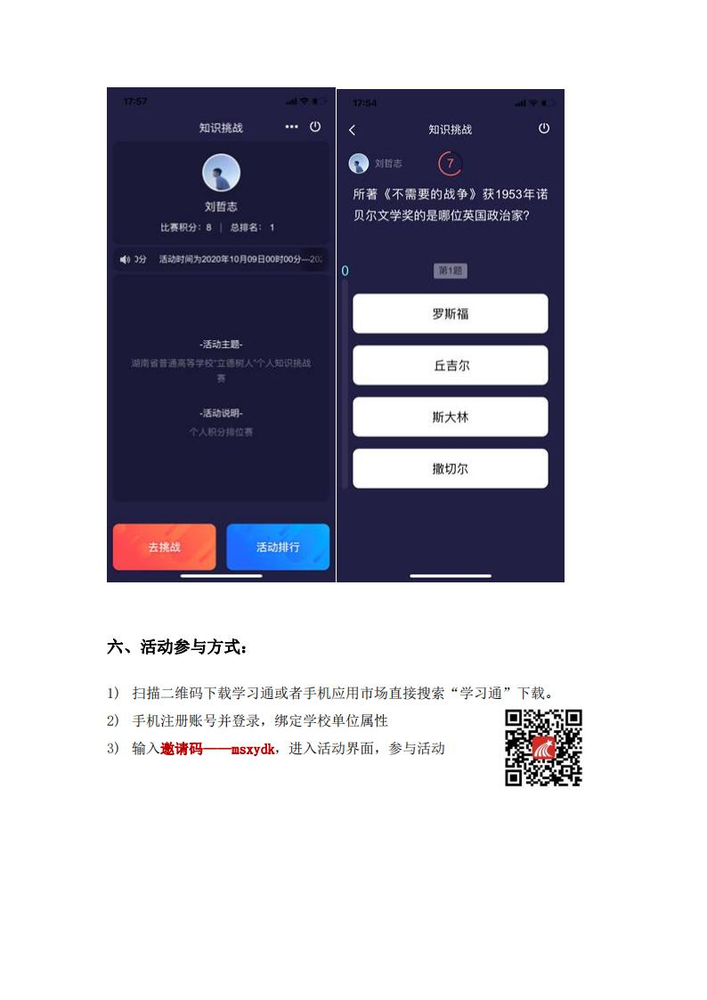 17:57
知识挑战
刘哲志
比赛积分：8 | 总排名：1
0分 活动时间为2020年10月09日00时00分—202
-活动主题-
湖南省普通高等学校“立德树人”个人知识挑战
赛
-活动说明-
个人积分排位赛
去挑战
活动排行
17:54
知识挑战
刘哲志
7
所著《不需要的战争》获1953年诺
贝尔文学奖的是哪位英国政治家？
0
第1题
罗斯福
丘吉尔
斯大林
撒切尔
六、活动参与方式：
1) 扫描二维码下载学习通或者手机应用市场直接搜索“学习通”下载。
2) 手机注册账号并登录，绑定学校单位属性
3) 输入邀请码——msxydk，进入活动界面，参与活动